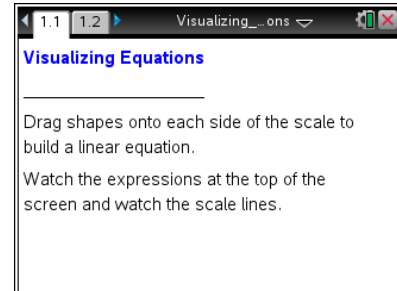 1.1 1.2 Visualizing_...ons
Visualizing Equations
Drag shapes onto each side of the scale to
build a linear equation.
Watch the expressions at the top of the
screen and watch the scale lines.